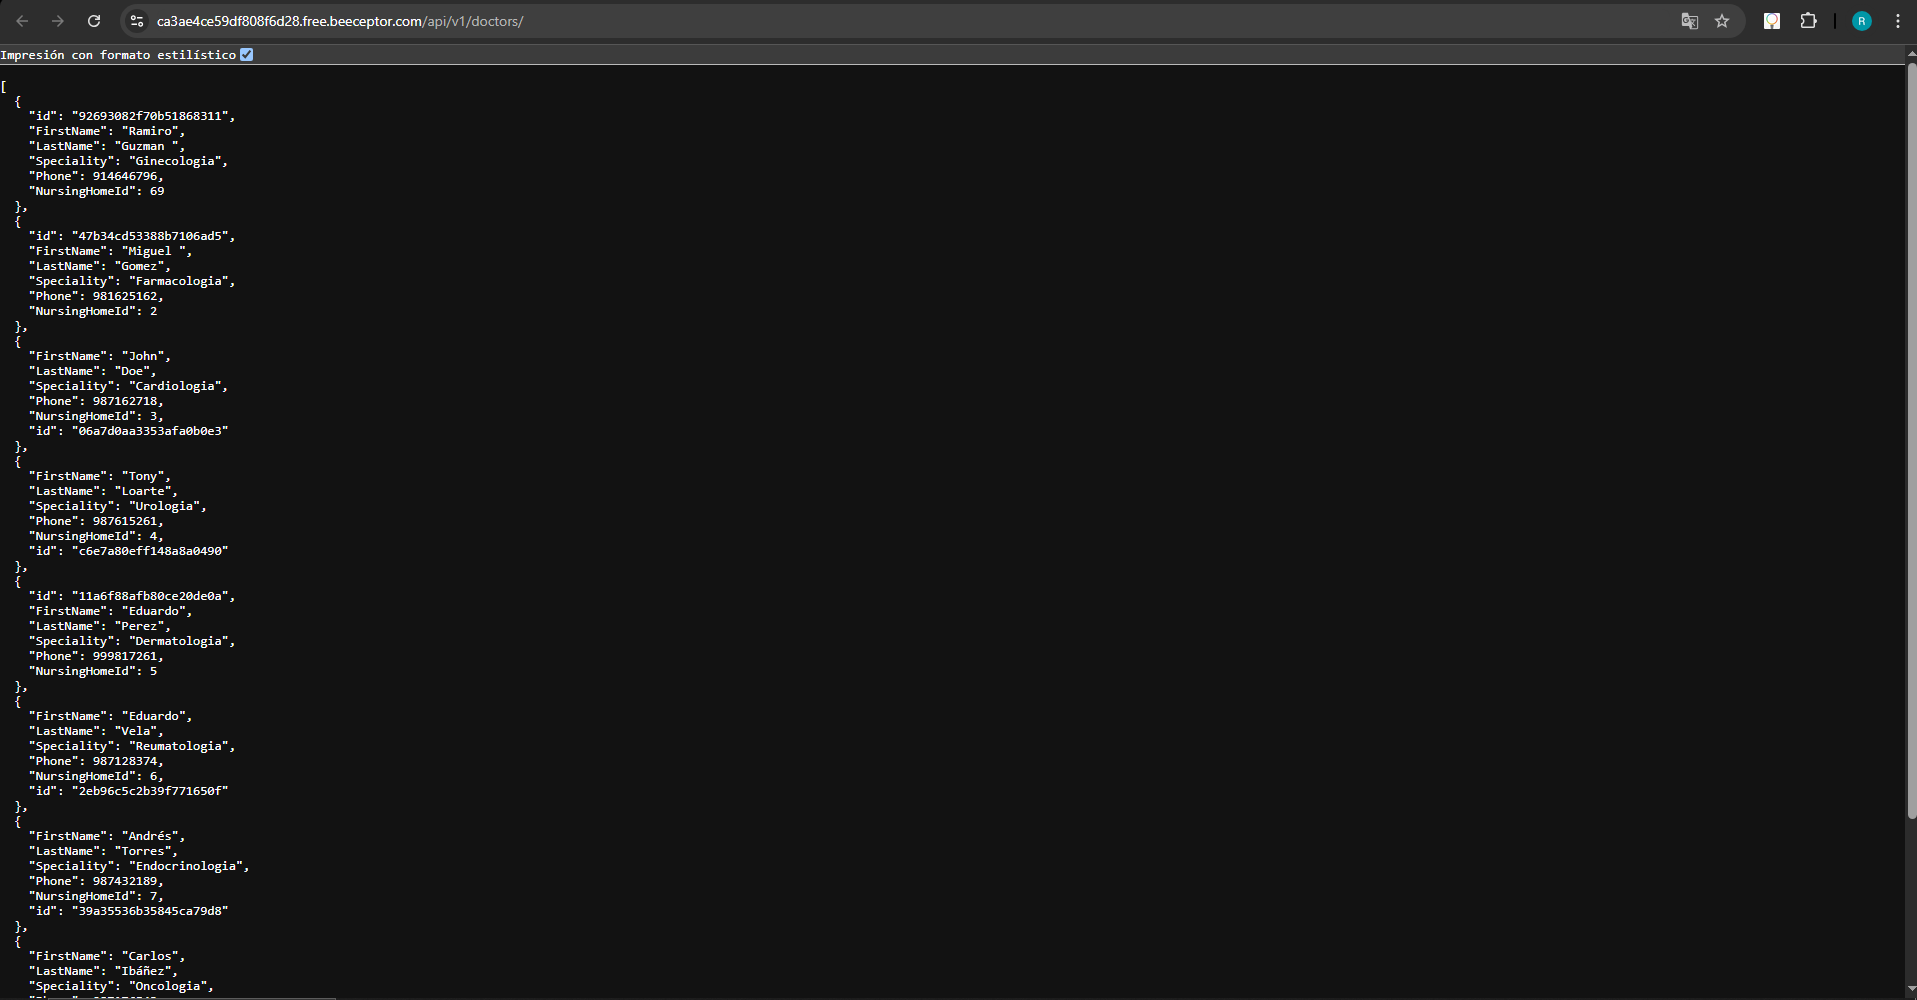 ca3ae4ce59df808f6d28.free.beeceptor.com/api/v1/doctors/
R
Impresión con formato estilístico
[
  {
    "id": "92693082f70b51868311",
    "FirstName": "Ramiro",
    "LastName": "Guzman ",
    "Speciality": "Ginecologia",
    "Phone": 914646796,
    "NursingHomeId": 69
  },
  {
    "id": "47b34cd53388b7106ad5",
    "FirstName": "Miguel ",
    "LastName": "Gomez",
    "Speciality": "Farmacologia",
    "Phone": 981625162,
    "NursingHomeId": 2
  },
  {
    "FirstName": "John",
    "LastName": "Doe",
    "Speciality": "Cardiologia",
    "Phone": 987162718,
    "NursingHomeId": 3,
    "id": "06a7d0aa3353afa0b0e3"
  },
  {
    "FirstName": "Tony",
    "LastName": "Loarte",
    "Speciality": "Urologia",
    "Phone": 987615261,
    "NursingHomeId": 4,
    "id": "c6e7a80eff148a8a0490"
  },
  {
    "id": "11a6f88afb80ce20de0a",
    "FirstName": "Eduardo",
    "LastName": "Perez",
    "Speciality": "Dermatologia",
    "Phone": 999817261,
    "NursingHomeId": 5
  },
  {
    "FirstName": "Eduardo",
    "LastName": "Vela",
    "Speciality": "Reumatologia",
    "Phone": 987128374,
    "NursingHomeId": 6,
    "id": "2eb96c5c2b39f771650f"
  },
  {
    "FirstName": "Andrés",
    "LastName": "Torres",
    "Speciality": "Endocrinologia",
    "Phone": 987432189,
    "NursingHomeId": 7,
    "id": "39a35536b35845ca79d8"
  },
  {
    "FirstName": "Carlos",
    "LastName": "Ibáñez",
    "Speciality": "Oncologia",